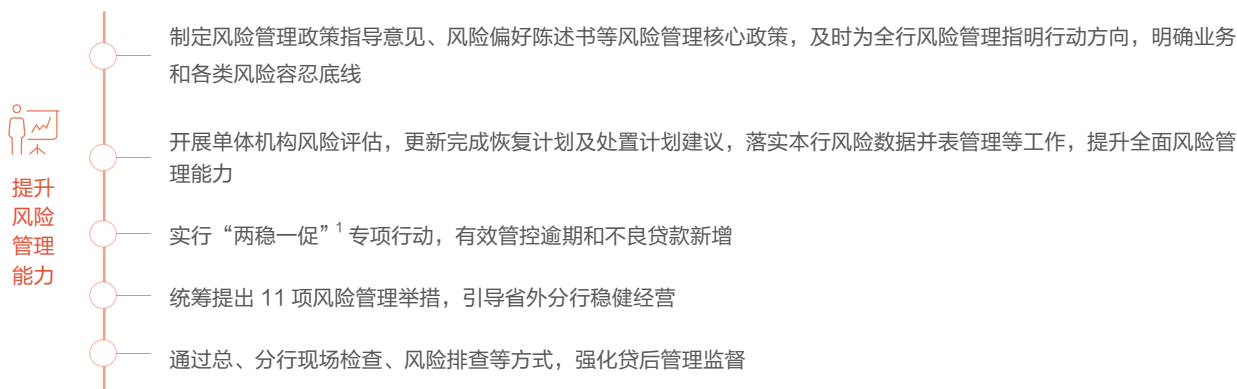 制定风险管理政策指导意见、风险偏好陈述书等风险管理核心政策，及时为全行风险管理指明行动方向，明确业务
和各类风险容忍底线
开展单体机构风险评估，更新完成恢复计划及处置计划建议，落实本行风险数据并表管理等工作，提升全面风险管
理能力
提升
风险
管理
能力
实行“两稳一促”1 专项行动，有效管控逾期和不良贷款新增
统筹提出 11 项风险管理举措，引导省外分行稳健经营
通过总、分行现场检查、风险排查等方式，强化贷后管理监督